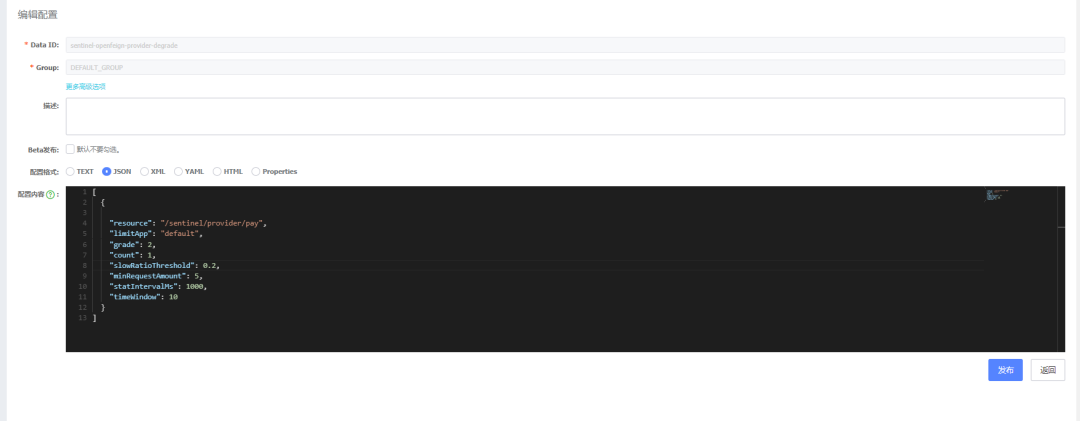 编辑配置
* Data ID: sentinel-openfeign-provider-degrade
* Group: DEFAULT_GROUP
更多高级选项
描述:
Beta发布: 默认不要勾选。
配置格式: TEXT JSON XML YAML HTML Properties
配置内容 ? :
1 [
2 {
3
4 "resource": "/sentinel/provider/pay",
5 "limitApp": "default",
6 "grade": 2,
7 "count": 1,
8 "slowRatioThreshold": 0.2,
9 "minRequestAmount": 5,
10 "statIntervalMs": 1000,
11 "timeWindow": 10
12 }
13 ]
发布 返回